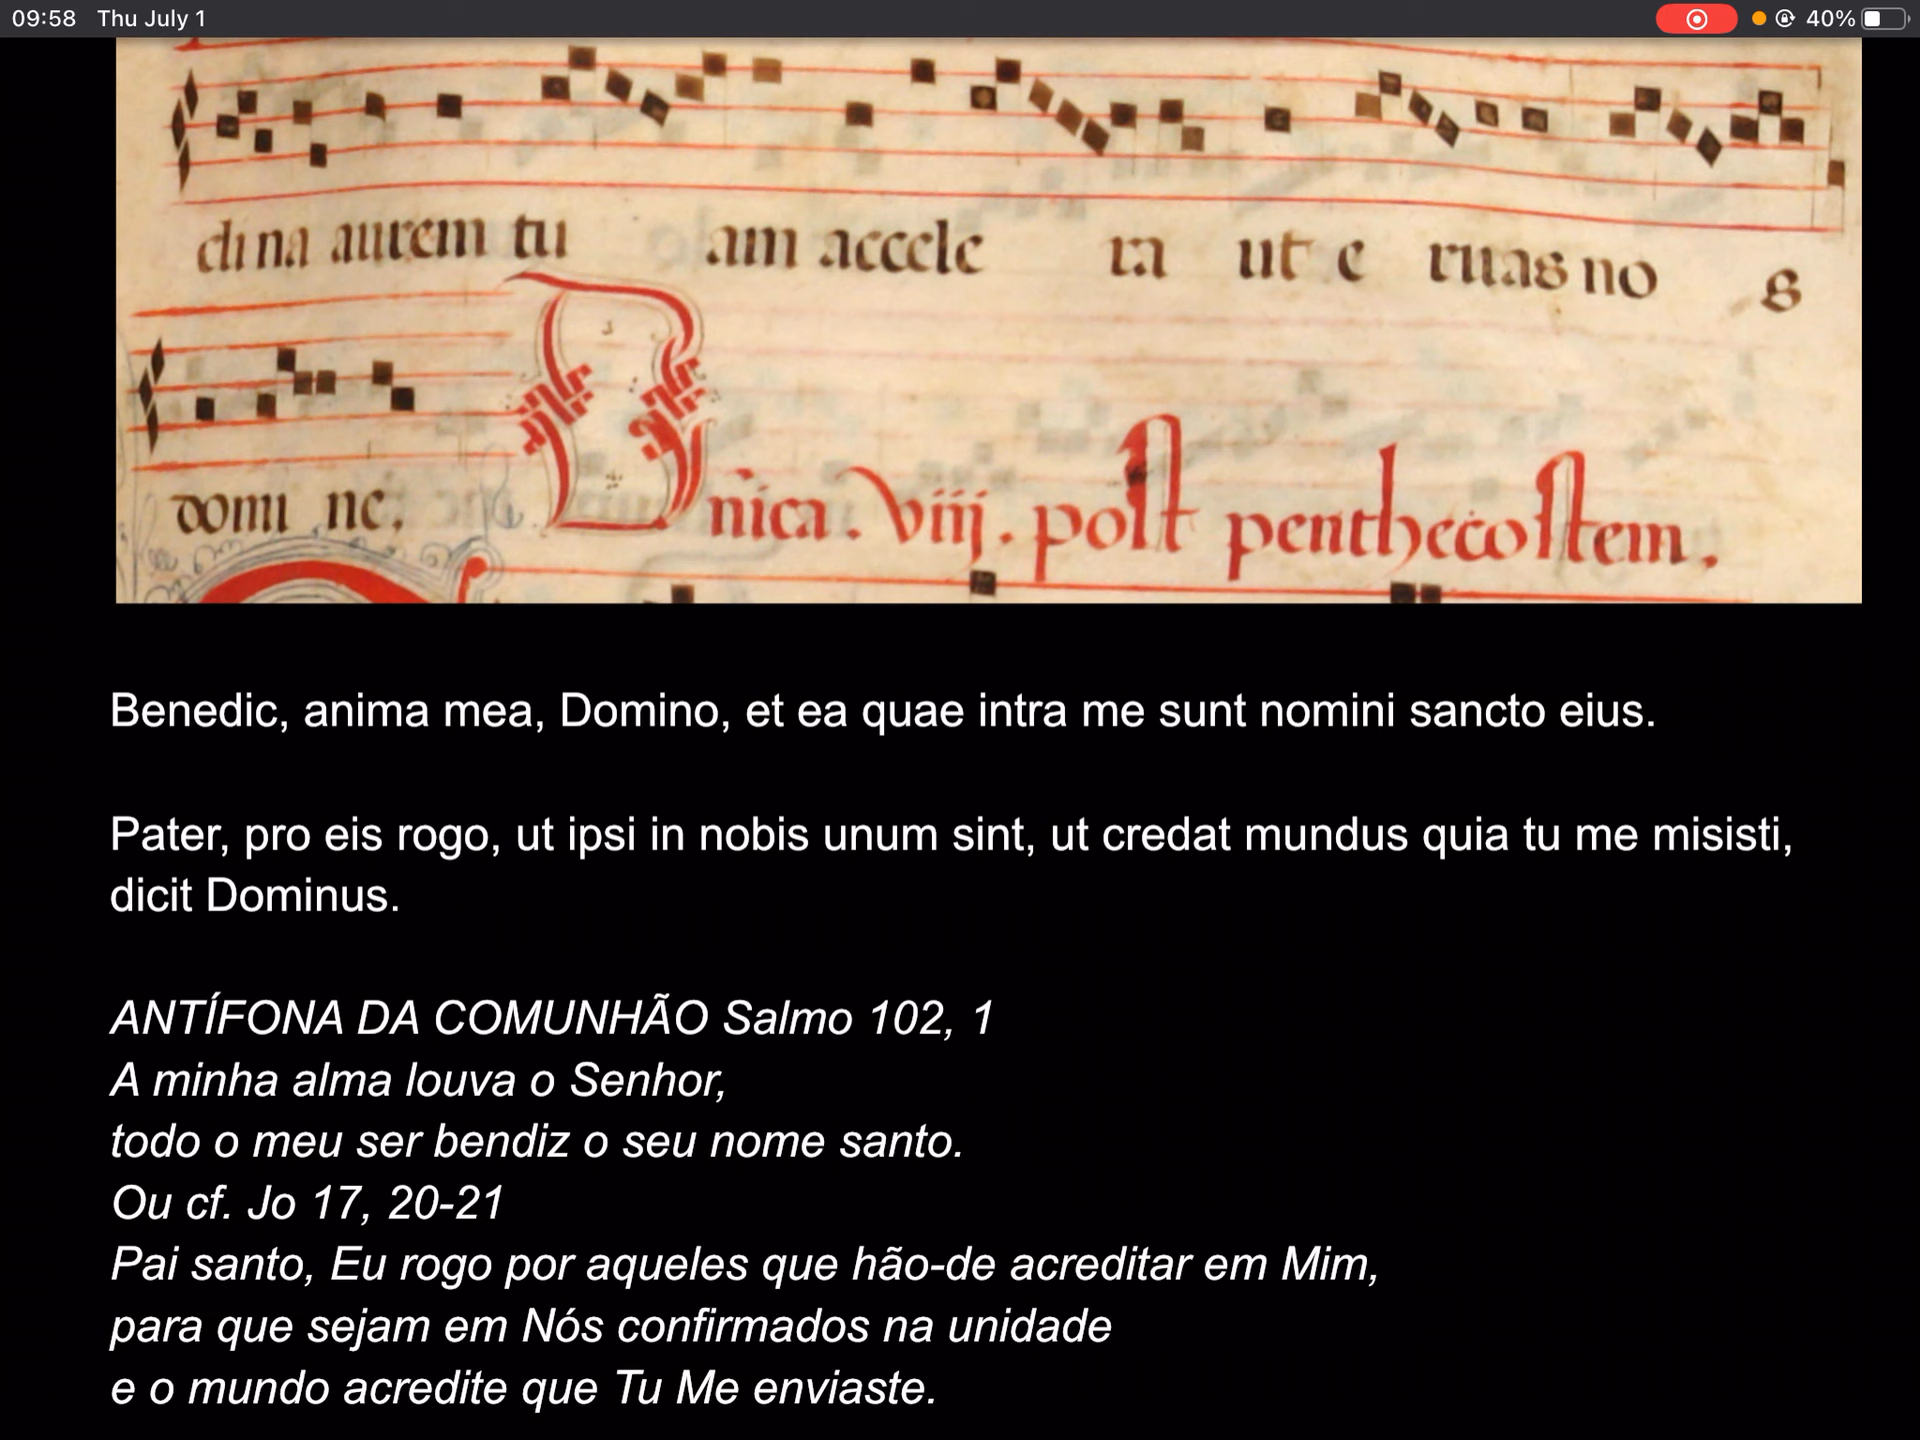 09:58 Thu July 1 40%
clina aurem tu am accele ra ut e ruas no s
domi ne.
Dnica. viij. post penthecostem.
Benedic, anima mea, Domino, et ea quae intra me sunt nomini sancto eius.
Pater, pro eis rogo, ut ipsi in nobis unum sint, ut credat mundus quia tu me misisti,
dicit Dominus.
ANTÍFONA DA COMUNHÃO Salmo 102, 1
A minha alma louva o Senhor,
todo o meu ser bendiz o seu nome santo.
Ou cf. Jo 17, 20-21
Pai santo, Eu rogo por aqueles que hão-de acreditar em Mim,
para que sejam em Nós confirmados na unidade
e o mundo acredite que Tu Me enviaste.